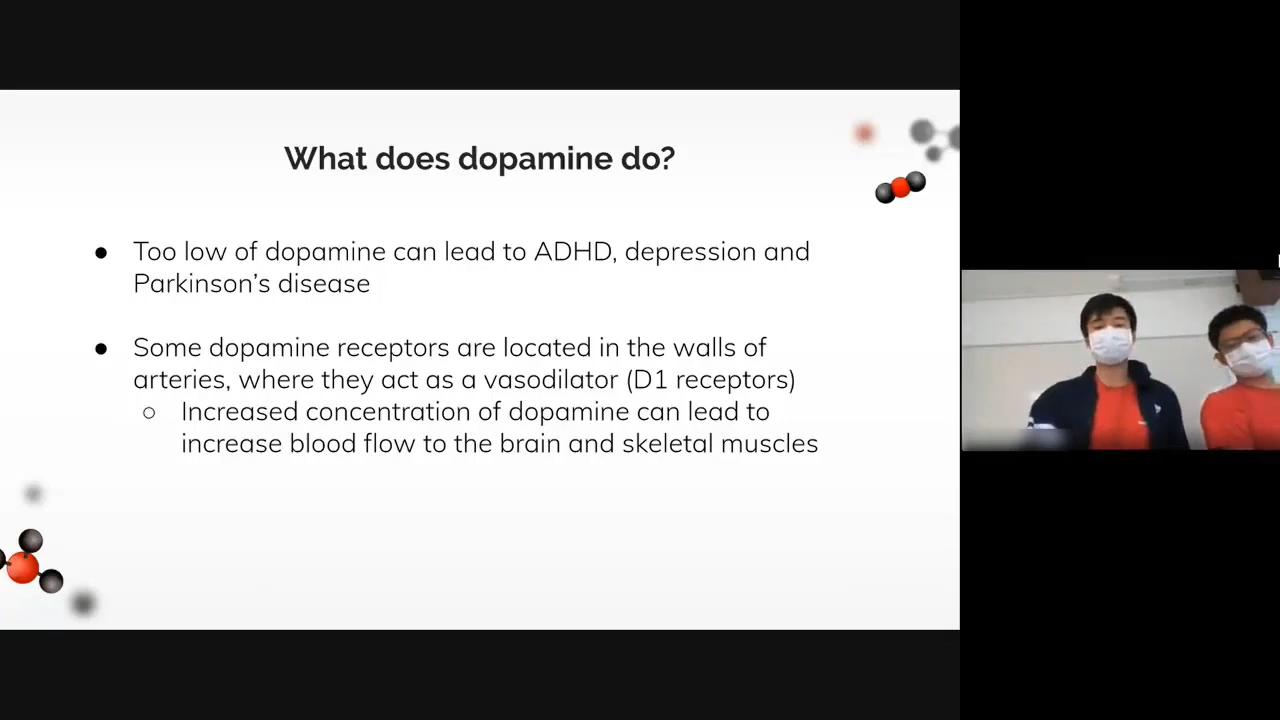 What does dopamine do?
● Too low of dopamine can lead to ADHD, depression and
Parkinson’s disease
● Some dopamine receptors are located in the walls of
arteries, where they act as a vasodilator (D1 receptors)
○ Increased concentration of dopamine can lead to
increase blood flow to the brain and skeletal muscles